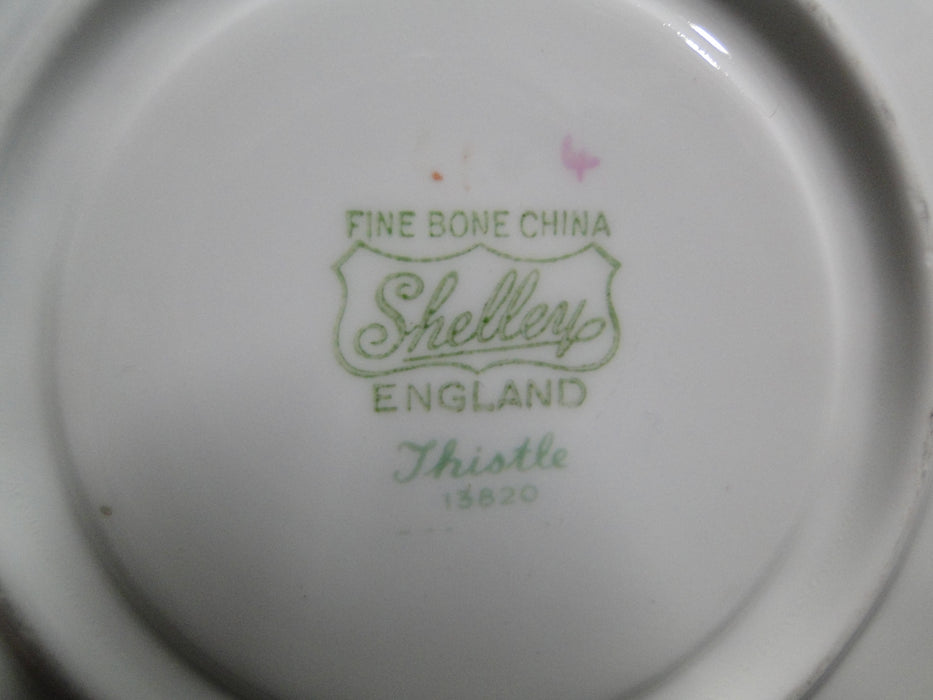 FINE BONE CHINA
Shelley
ENGLAND
Thistle
13820